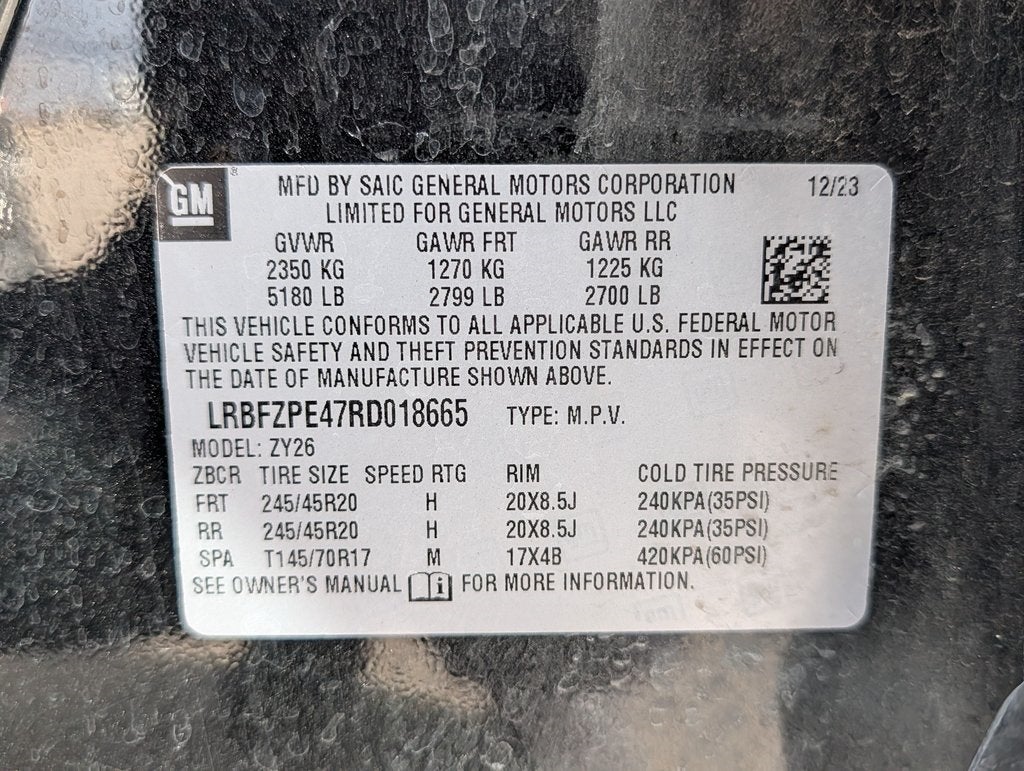 GM
MFD BY SAIC GENERAL MOTORS CORPORATION 12/23
LIMITED FOR GENERAL MOTORS LLC
GVWR GAWR FRT GAWR RR
2350 KG 1270 KG 1225 KG
5180 LB 2799 LB 2700 LB
THIS VEHICLE CONFORMS TO ALL APPLICABLE U.S. FEDERAL MOTOR
VEHICLE SAFETY AND THEFT PREVENTION STANDARDS IN EFFECT ON
THE DATE OF MANUFACTURE SHOWN ABOVE.
LRBFZPE47RD018665 TYPE: M.P.V.
MODEL: ZY26
ZBCR TIRE SIZE SPEED RTG RIM COLD TIRE PRESSURE
FRT 245/45R20 H 20X8.5J 240KPA(35PSI)
RR 245/45R20 H 20X8.5J 240KPA(35PSI)
SPA T145/70R17 M 17X4B 420KPA(60PSI)
SEE OWNER'S MANUAL i FOR MORE INFORMATION.